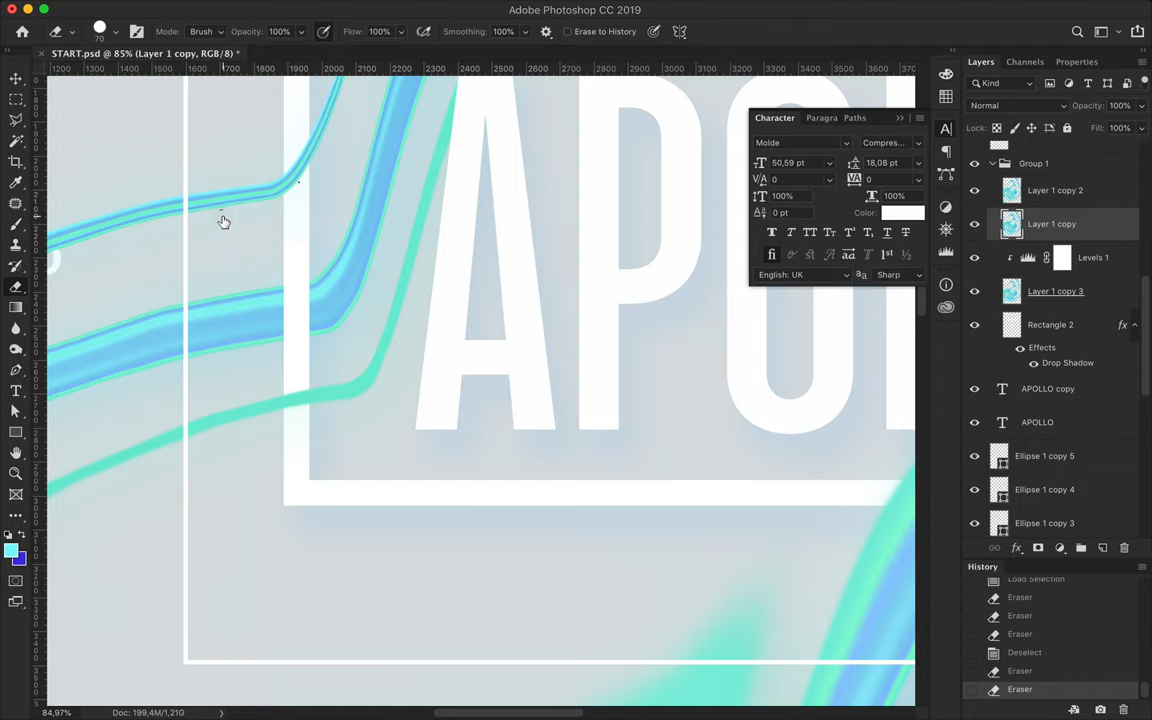 Adobe Photoshop CC 2019
70
Mode: Brush
Opacity: 100%
Flow: 100%
Smoothing: 100%
Erase to History
START.psd @ 85% (Layer 1 copy, RGB/8) *
1200 1300 1400 1500 1600 1700 1800 1900 2000 2100 2200 2300 2400 2500 2600 2700 2800 2900 3000 3100 3200 3300 3400 3500 3600 370
APO
Character Paragra Paths
Molde Compres...
50,59 pt 18,08 pt
0 0
100% 100%
0 pt Color:
English: UK Sharp
Layers Channels Properties
Kind
Normal Opacity: 100%
Lock: Fill: 100%
Group 1
Layer 1 copy 2
Layer 1 copy
Levels 1
Layer 1 copy 3
Rectangle 2 fx
Effects
Drop Shadow
APOLLO copy
APOLLO
Ellipse 1 copy 5
Ellipse 1 copy 4
Ellipse 1 copy 3
History
Load Selection
Eraser
Eraser
Eraser
Deselect
Eraser
Eraser
84,97% Doc: 199,4M/1,21G